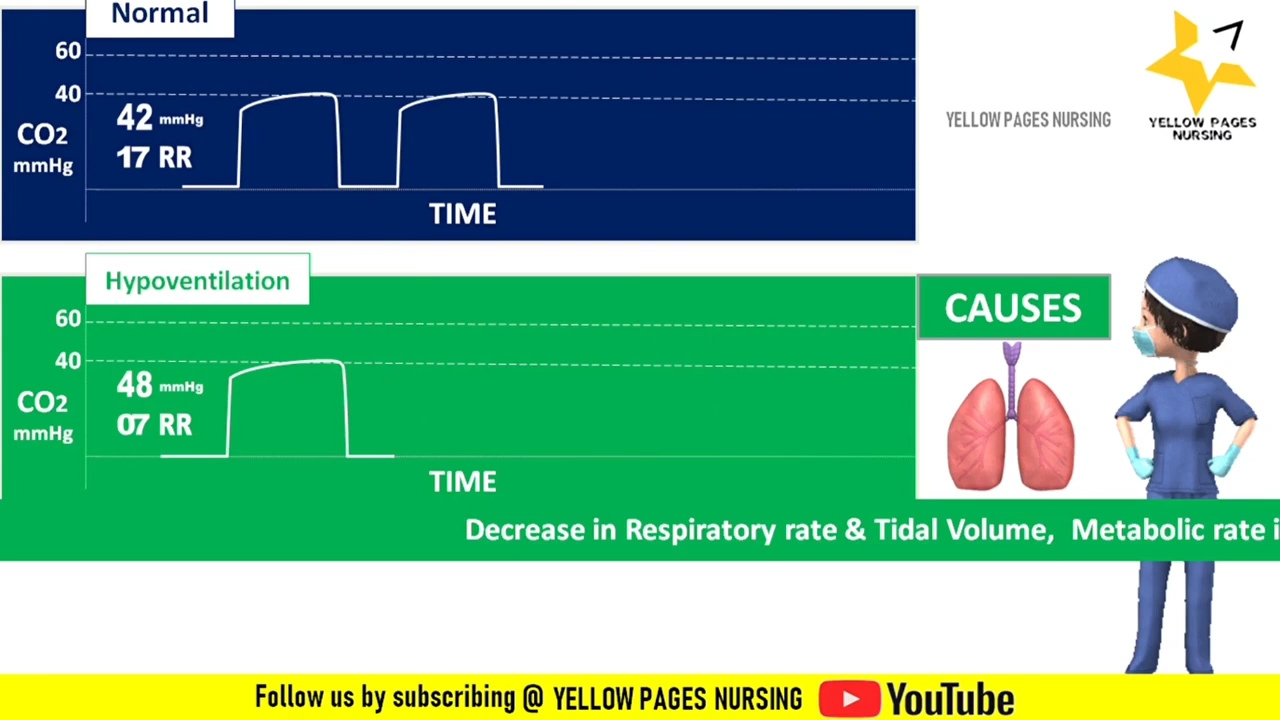 Normal
60
40
CO2
mmHg
42 mmHg
17 RR
TIME
YELLOW PAGES NURSING
YELLOW PAGES
NURSING
Hypoventilation
60
40
CO2
mmHg
48 mmHg
07 RR
TIME
CAUSES
Decrease in Respiratory rate & Tidal Volume, Metabolic rate i
Follow us by subscribing @ YELLOW PAGES NURSING YouTube